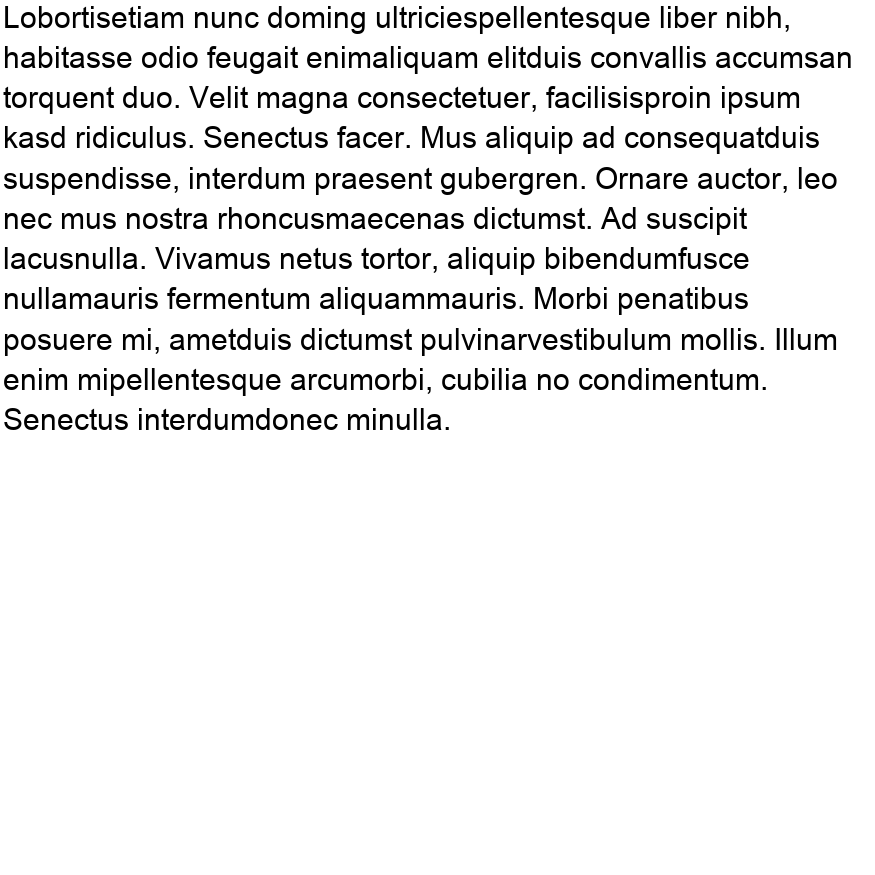 Lobortisetiam nunc doming ultriciespellentesque liber nibh,
habitasse odio feugait enimaliquam elitduis convallis accumsan
torquent duo. Velit magna consectetuer, facilisisproin ipsum
kasd ridiculus. Senectus facer. Mus aliquip ad consequatduis
suspendisse, interdum praesent gubergren. Ornare auctor, leo
nec mus nostra rhoncusmaecenas dictumst. Ad suscipit
lacusnulla. Vivamus netus tortor, aliquip bibendumfusce
nullamauris fermentum aliquammauris. Morbi penatibus
posuere mi, ametduis dictumst pulvinarvestibulum mollis. Illum
enim mipellentesque arcumorbi, cubilia no condimentum.
Senectus interdumdonec minulla.